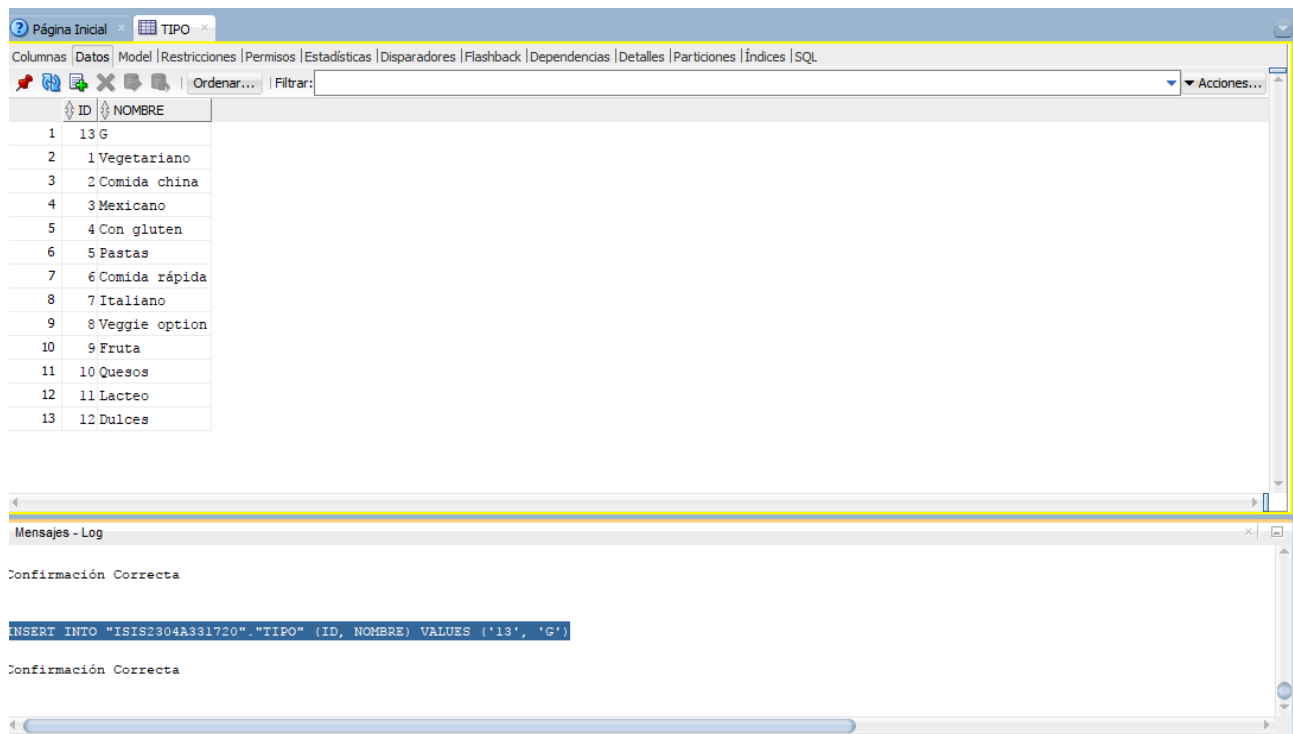 Página Inicial TIPO
Columnas Datos Model Restricciones Permisos Estadísticas Disparadores Flashback Dependencias Detalles Particiones Índices SQL
Ordenar... Filtrar: Acciones...
ID NOMBRE
1 13 G
2 1 Vegetariano
3 2 Comida china
4 3 Mexicano
5 4 Con gluten
6 5 Pastas
7 6 Comida rápida
8 7 Italiano
9 8 Veggie option
10 9 Fruta
11 10 Quesos
12 11 Lacteo
13 12 Dulces
Mensajes - Log
Confirmación Correcta
INSERT INTO "ISIS2304A331720"."TIPO" (ID, NOMBRE) VALUES ('13', 'G')
Confirmación Correcta